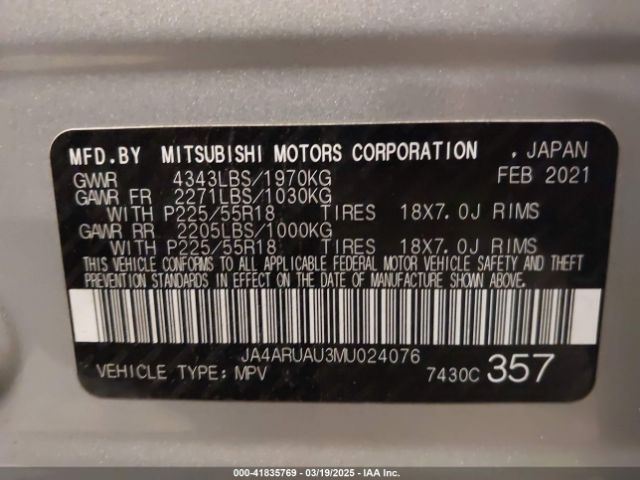 MFD.BY MITSUBISHI MOTORS CORPORATION , JAPAN
GVWR 4343LBS/1970KG FEB 2021
GAWR FR 2271LBS/1030KG
WITH P225/55R18 TIRES 18X7.0J RIMS
GAWR RR 2205LBS/1000KG
WITH P225/55R18 TIRES 18X7.0J RIMS
THIS VEHICLE CONFORMS TO ALL APPLICABLE FEDERAL MOTOR VEHICLE SAFETY AND THEFT
PREVENTION STANDARDS IN EFFECT ON THE DATE OF MANUFACTURE SHOWN ABOVE.
JA4ARUAU3MU024076
VEHICLE TYPE: MPV 7430C 357
000-41835769 - 03/19/2025 - IAA Inc.